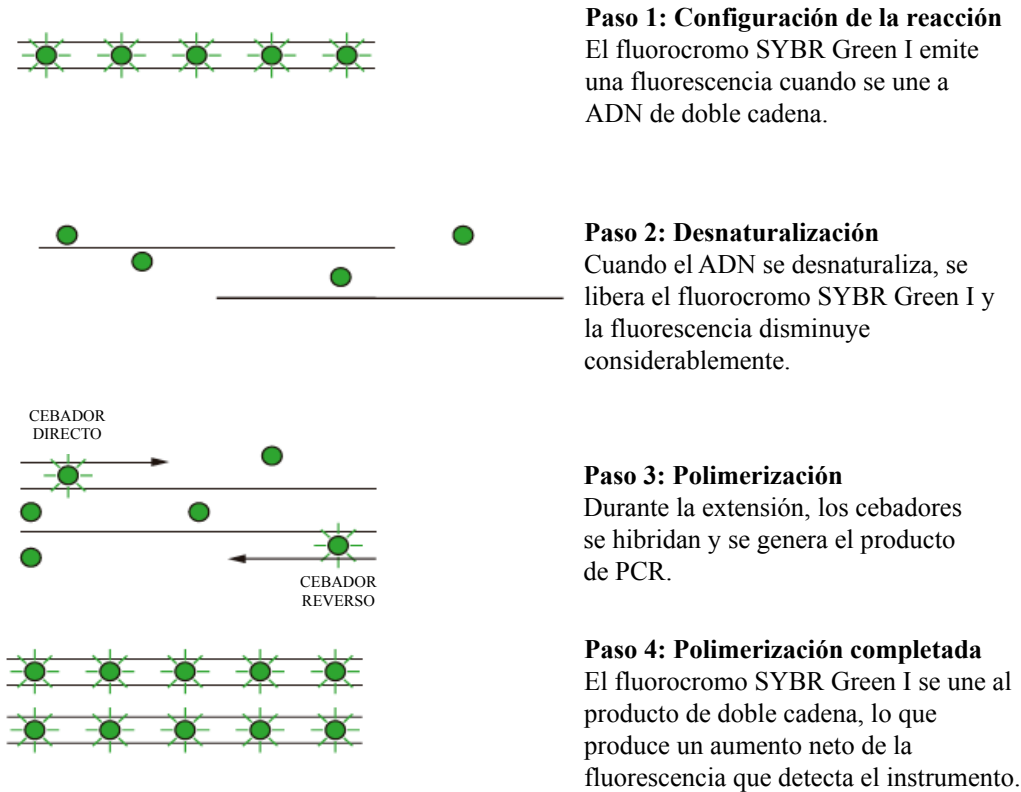 Paso 1: Configuración de la reacción
El fluorocromo SYBR Green I emite
una fluorescencia cuando se une a
ADN de doble cadena.
Paso 2: Desnaturalización
Cuando el ADN se desnaturaliza, se
libera el fluorocromo SYBR Green I y
la fluorescencia disminuye
considerablemente.
CEBADOR
DIRECTO
Paso 3: Polimerización
Durante la extensión, los cebadores
se hibridan y se genera el producto
de PCR.
CEBADOR
REVERSO
Paso 4: Polimerización completada
El fluorocromo SYBR Green I se une al
producto de doble cadena, lo que
produce un aumento neto de la
fluorescencia que detecta el instrumento.